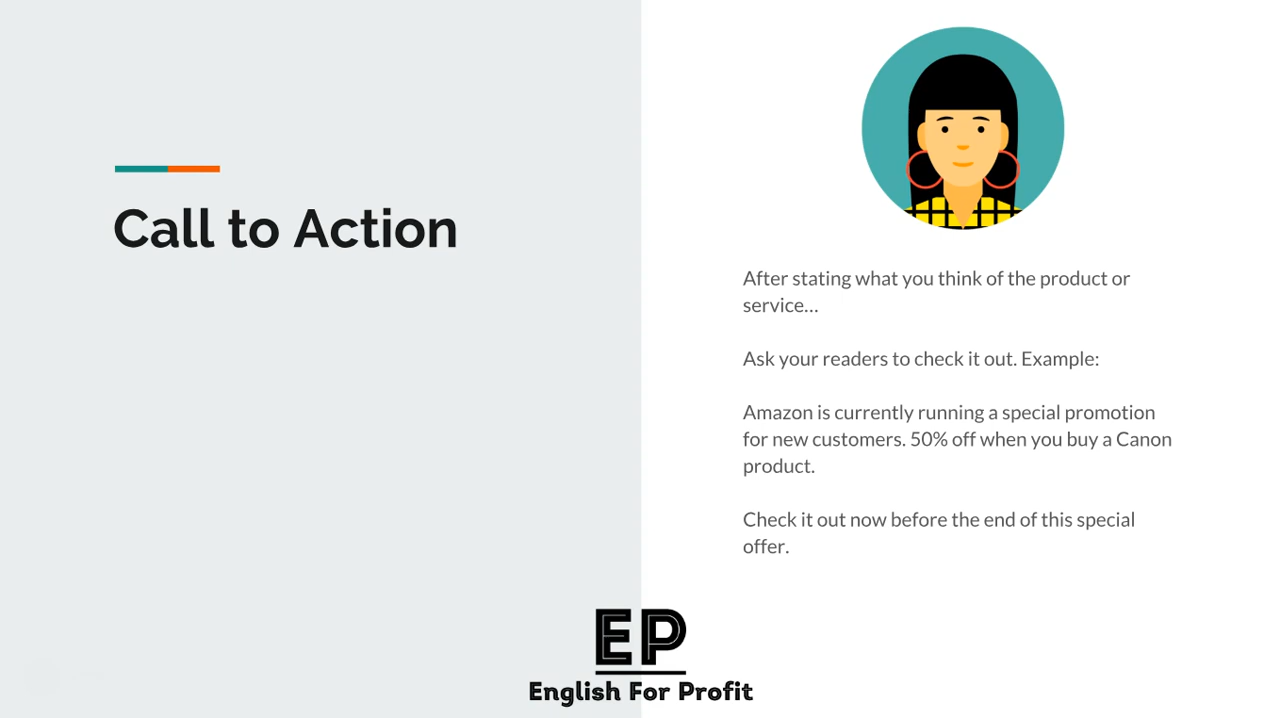 Call to Action
After stating what you think of the product or
service...
Ask your readers to check it out. Example:
Amazon is currently running a special promotion
for new customers. 50% off when you buy a Canon
product.
Check it out now before the end of this special
offer.
EP
English For Profit